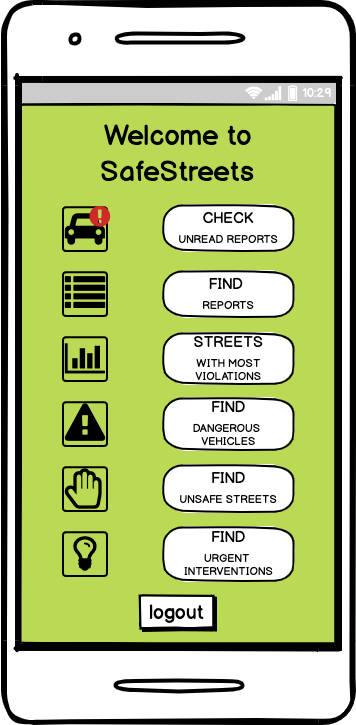 10:29
Welcome to
SafeStreets
CHECK
UNREAD REPORTS
FIND
REPORTS
STREETS
WITH MOST
VIOLATIONS
FIND
DANGEROUS
VEHICLES
FIND
UNSAFE STREETS
FIND
URGENT
INTERVENTIONS
logout